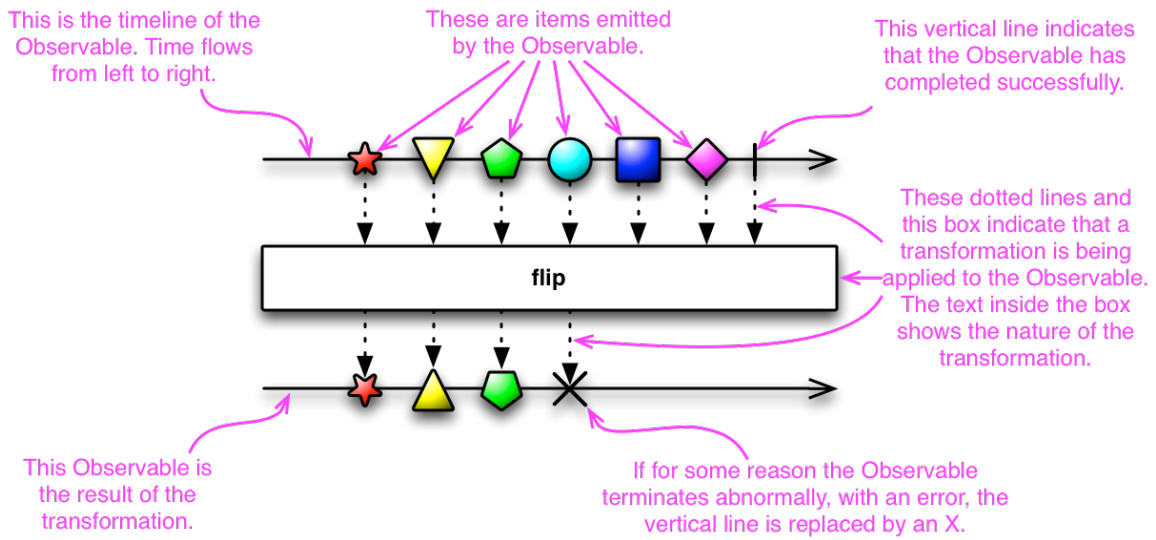 This is the timeline of the
Observable. Time flows
from left to right.
These are items emitted
by the Observable.
This vertical line indicates
that the Observable has
completed successfully.
These dotted lines and
this box indicate that a
transformation is being
applied to the Observable.
The text inside the box
shows the nature of the
transformation.
flip
This Observable is
the result of the
transformation.
If for some reason the Observable
terminates abnormally, with an error, the
vertical line is replaced by an X.